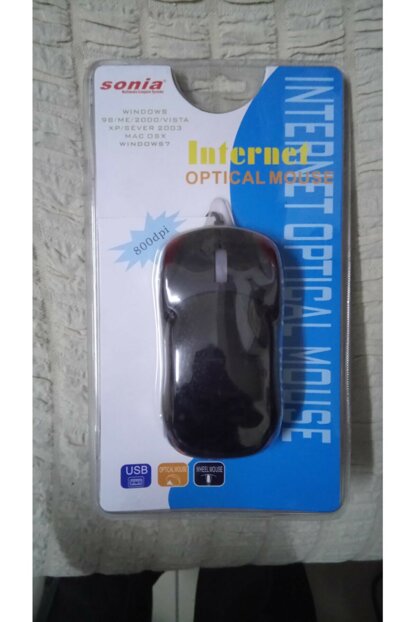 sonia
WINDOWS
98/ME/2000/VISTA
XP/SEVER 2003
MAC OSX
WINDOWS7
Internet
OPTICAL MOUSE
INTERNET OPTICAL MOUSE
800dpi
USB
OPTICAL MOUSE
WHEEL MOUSE